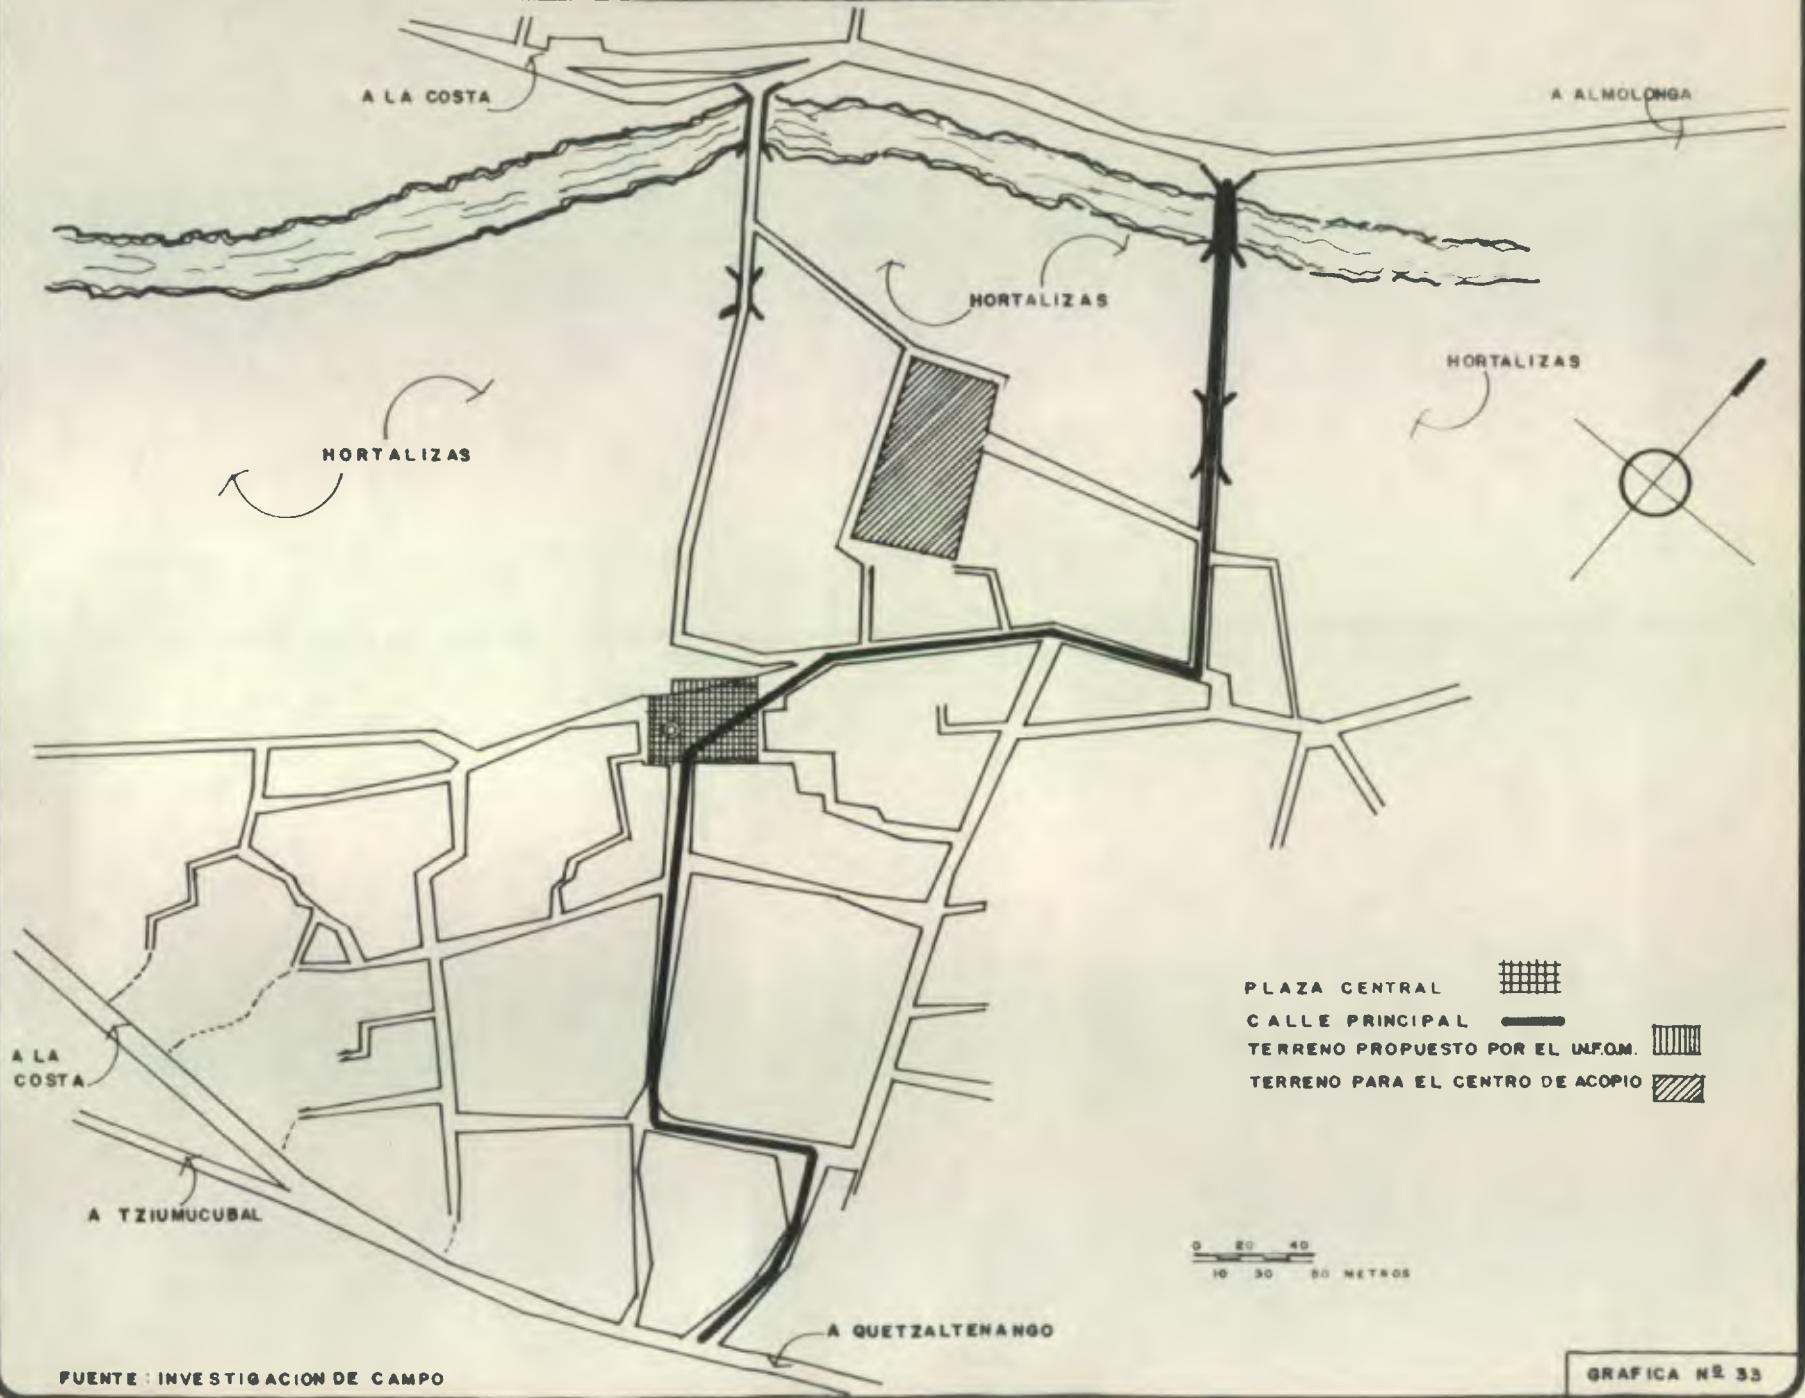 A LA COSTA
A ALMOLONGA
HORTALIZAS
HORTALIZAS
HORTALIZAS
PLAZA CENTRAL
CALLE PRINCIPAL
TERRENO PROPUESTO POR EL I.N.F.O.M.
TERRENO PARA EL CENTRO DE ACOPIO
A LA
COSTA
A TZIUMUCUBAL
0 20 40
10 30 50 METROS
A QUETZALTENANGO
FUENTE : INVESTIGACION DE CAMPO
GRAFICA Nº 33